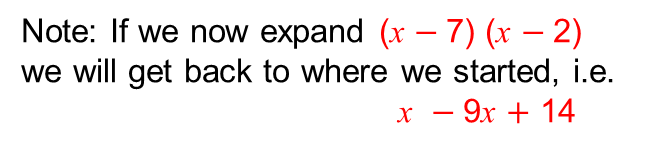 Note: If we now expand (x – 7) (x – 2)
we will get back to where we started, i.e.
x – 9x + 14